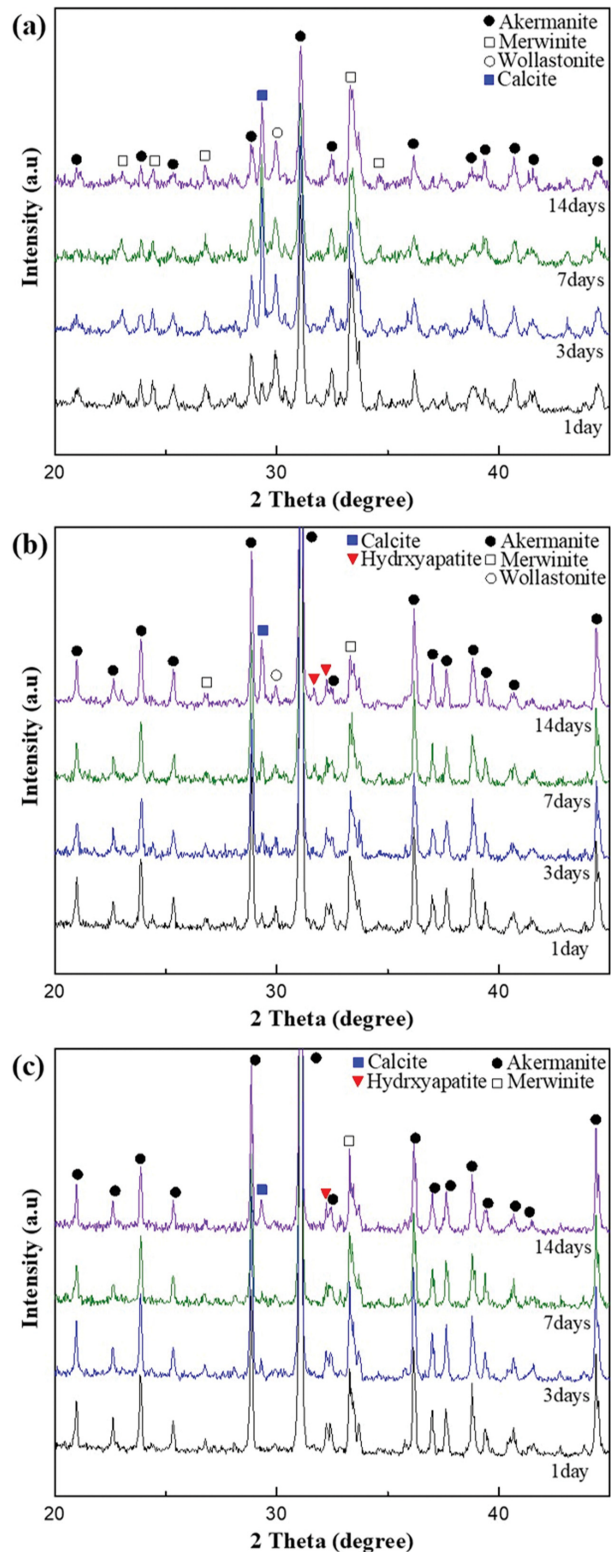 (a)
Akermanite
Merwinite
Wollastonite
Calcite
Intensity (a.u)
14days
7days
3days
1day
20
30
40
2 Theta (degree)
(b)
Calcite
Akermanite
Hydrxyapatite
Merwinite
Wollastonite
Intensity (a.u)
14days
7days
3days
1day
20
30
40
2 Theta (degree)
(c)
Calcite
Akermanite
Hydrxyapatite
Merwinite
Intensity (a.u)
14days
7days
3days
1day
20
30
40
2 Theta (degree)